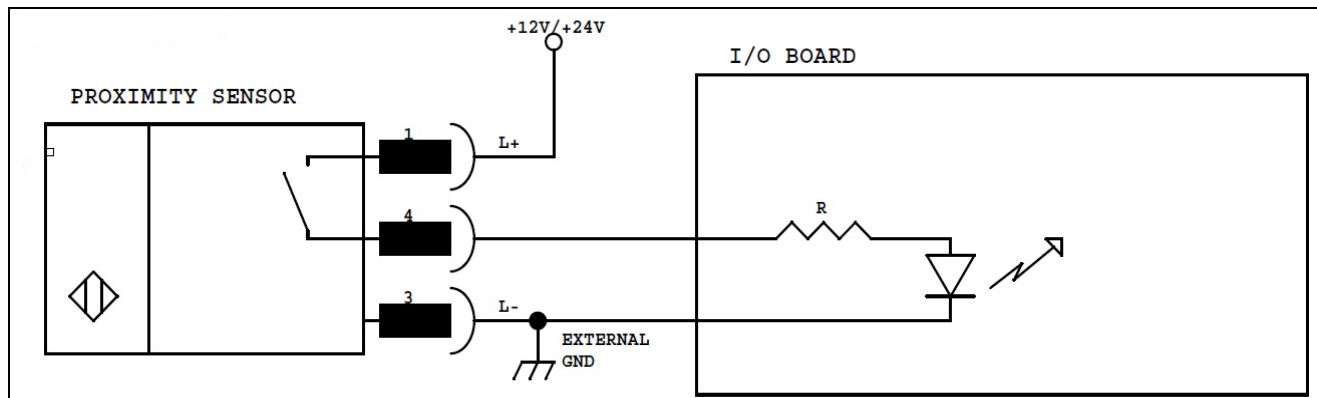 +12V/+24V
I/O BOARD
PROXIMITY SENSOR
1
L+
4
R
3
L-
EXTERNAL
GND